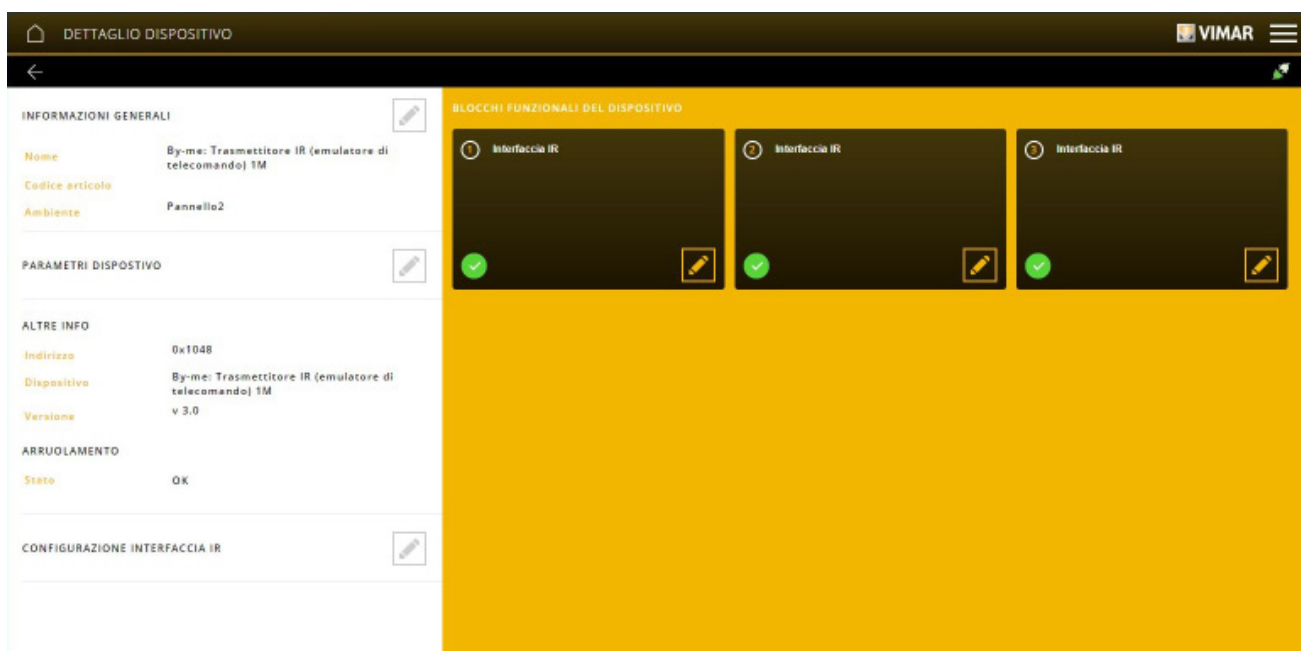 DETTAGLIO DISPOSITIVO
VIMAR
INFORMAZIONI GENERALI
Nome
By-me: Trasmettitore IR (emulatore di
telecomando) 1M
Codice articolo
Ambiente
Pannello2
PARAMETRI DISPOSTIVO
ALTRE INFO
Indirizzo
0x1048
Dispositivo
By-me: Trasmettitore IR (emulatore di
telecomando) 1M
Versione
v 3.0
ARRUOLAMENTO
Stato
OK
CONFIGURAZIONE INTERFACCIA IR
BLOCCHI FUNZIONALI DEL DISPOSITIVO
1 Interfaccia IR
2 Interfaccia IR
3 Interfaccia IR